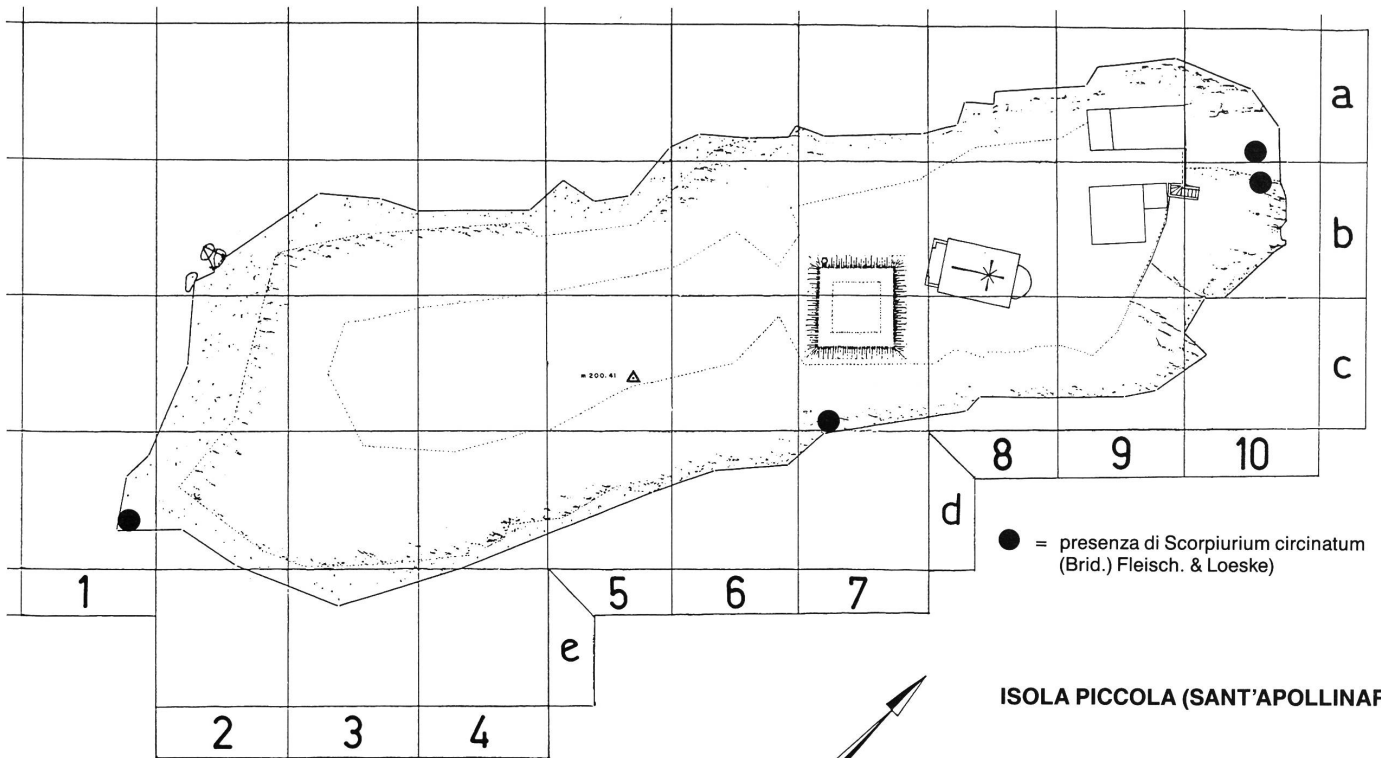 a
b
c
m 200.41
8 9 10
d
● = presenza di Scorpiurium circinatum
(Brid.) Fleisch. & Loeske)
1 5 6 7
e
ISOLA PICCOLA (SANT'APOLLINAR
2 3 4